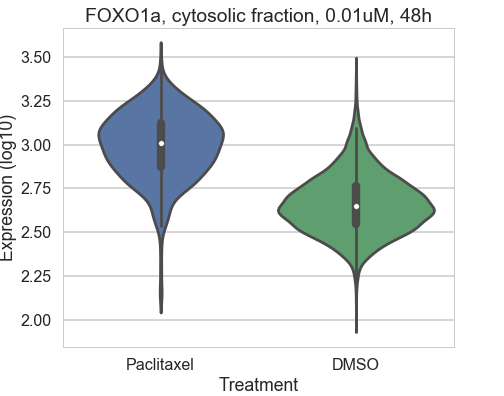 FOXO1a, cytosolic fraction, 0.01uM, 48h
Expression (log10)
3.50
3.25
3.00
2.75
2.50
2.25
2.00
Paclitaxel
DMSO
Treatment